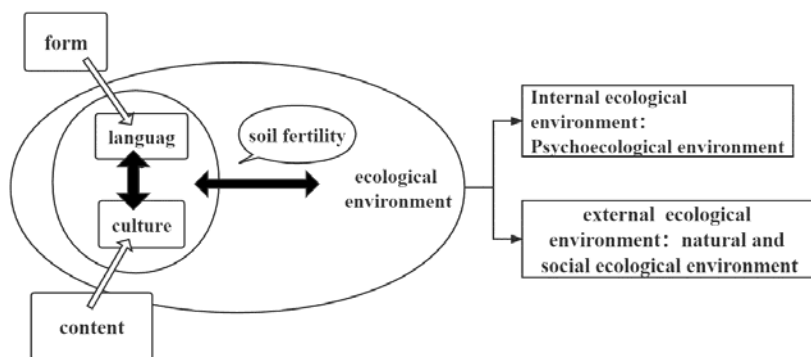 form
languag
soil fertility
culture
content
ecological
environment
Internal ecological
environment：
Psychoecological environment
external ecological
environment：natural and
social ecological environment